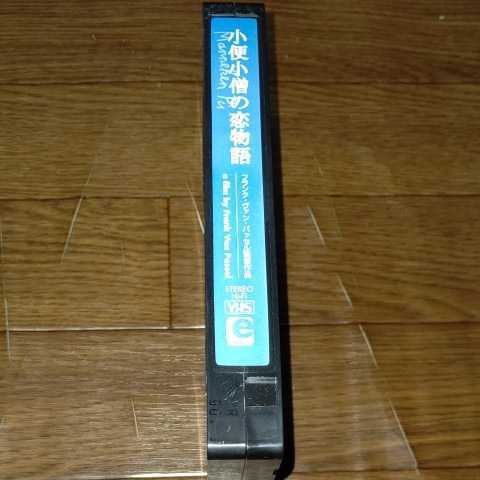 小便小僧の恋物語
Manneken Pis
フランク・ヴァン・パッセル監督作品
a film by Frank Van Passel
STEREO
Hi-Fi
VHS